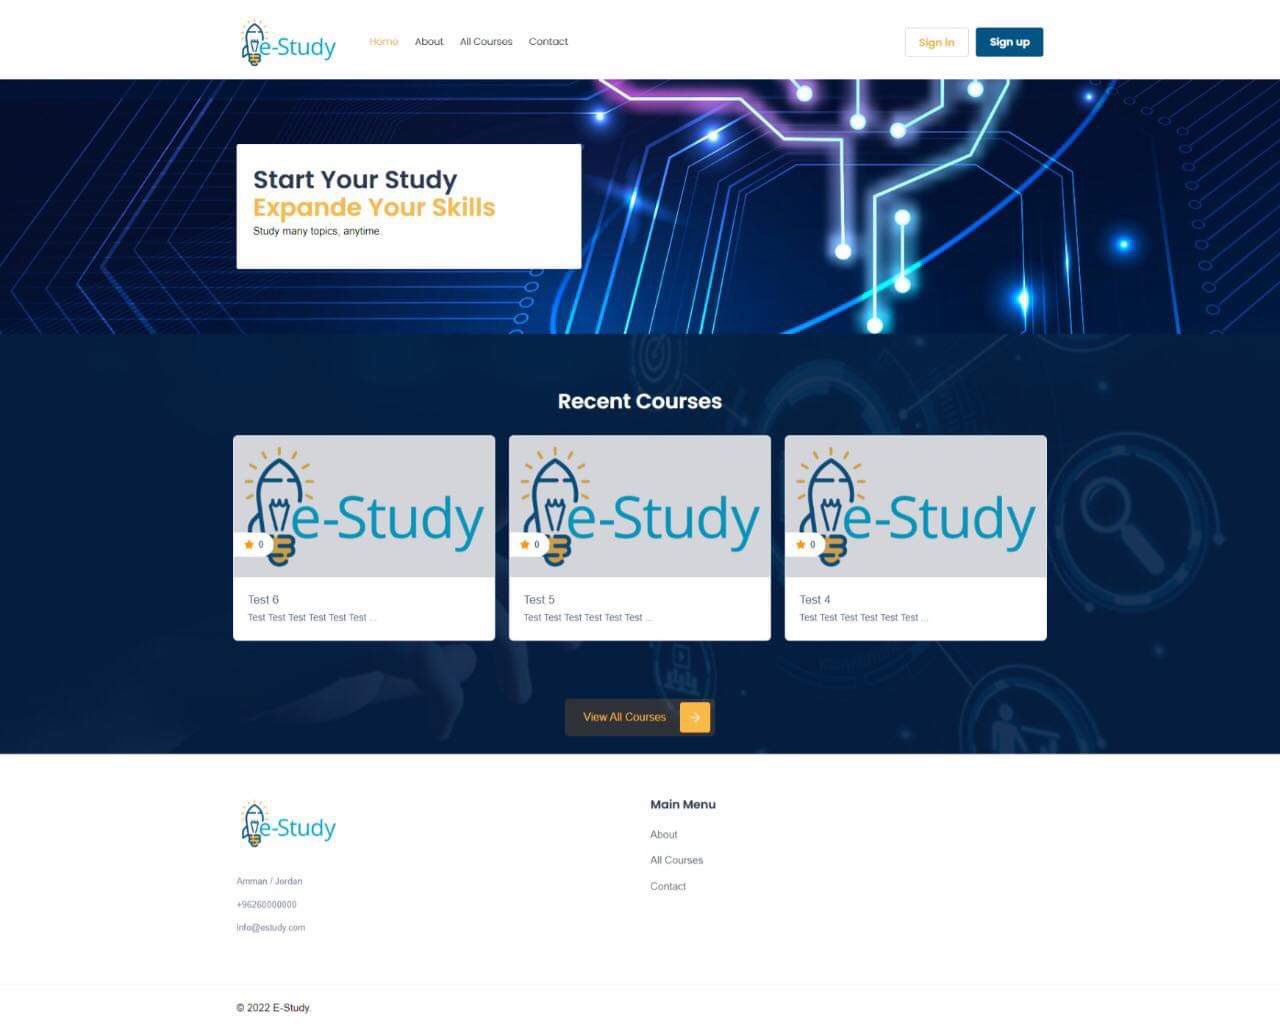 e-Study
Home About All Courses Contact
Sign in Sign up
Start Your Study
Expande Your Skills
Study many topics, anytime.
Recent Courses
e-Study e-Study e-Study
0 0 0
Test 6 Test 5 Test 4
Test Test Test Test Test Test ... Test Test Test Test Test Test ... Test Test Test Test Test Test ...
View All Courses
e-Study
Main Menu
About
All Courses
Contact
Amman / Jordan
+96260000000
info@estudy.com
© 2022 E-Study.